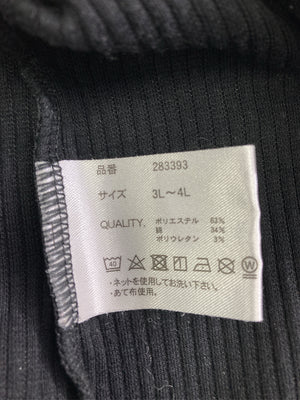 品番 283393
サイズ 3L～4L
QUALITY. ポリエステル 63%
綿 34%
ポリウレタン 3%
40 W
・ネットを使用してお洗い下さい。
・あて布使用。